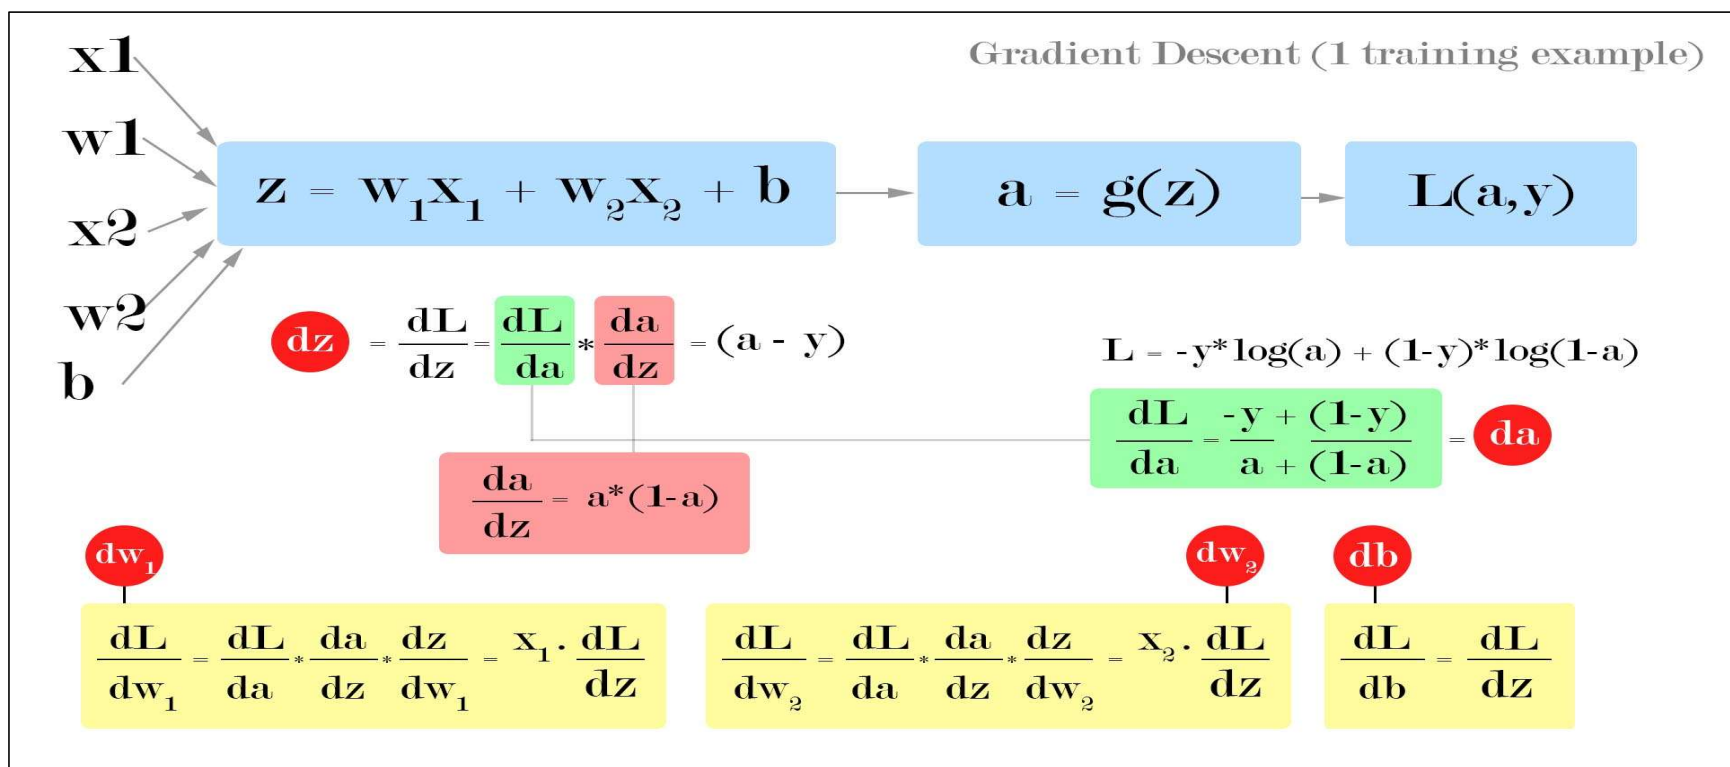 Gradient Descent (1 training example)
x1
w1
x2
w2
b
z = w₁x₁ + w₂x₂ + b
a = g(z)
L(a,y)
dz = dL/dz = dL/da * da/dz = (a - y)
L = -y*log(a) + (1-y)*log(1-a)
dL/da = -y/a + (1-y)/+ (1-a) = da
da/dz = a*(1-a)
dw₁
dL/dw₁ = dL/da * da/dz * dz/dw₁ = x₁ . dL/dz
dw₂
dL/dw₂ = dL/da * da/dz * dz/dw₂ = x₂ . dL/dz
db
dL/db = dL/dz